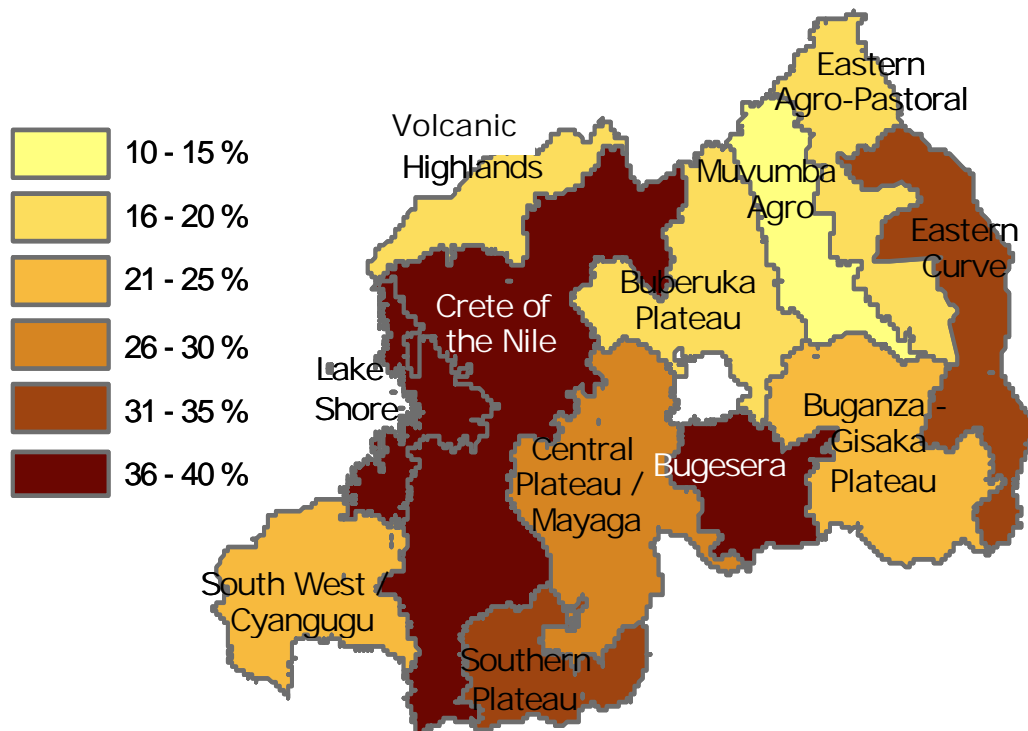 10 - 15 %
16 - 20 %
21 - 25 %
26 - 30 %
31 - 35 %
36 - 40 %
Volcanic
Highlands
Eastern
Agro-Pastoral
Muvumba
Agro
Eastern
Curve
Buberuka
Plateau
Crete of
the Nile
Lake
Shore
Buganza -
Gisaka
Plateau
Central
Plateau /
Mayaga
Bugesera
South West /
Cyangugu
Southern
Plateau